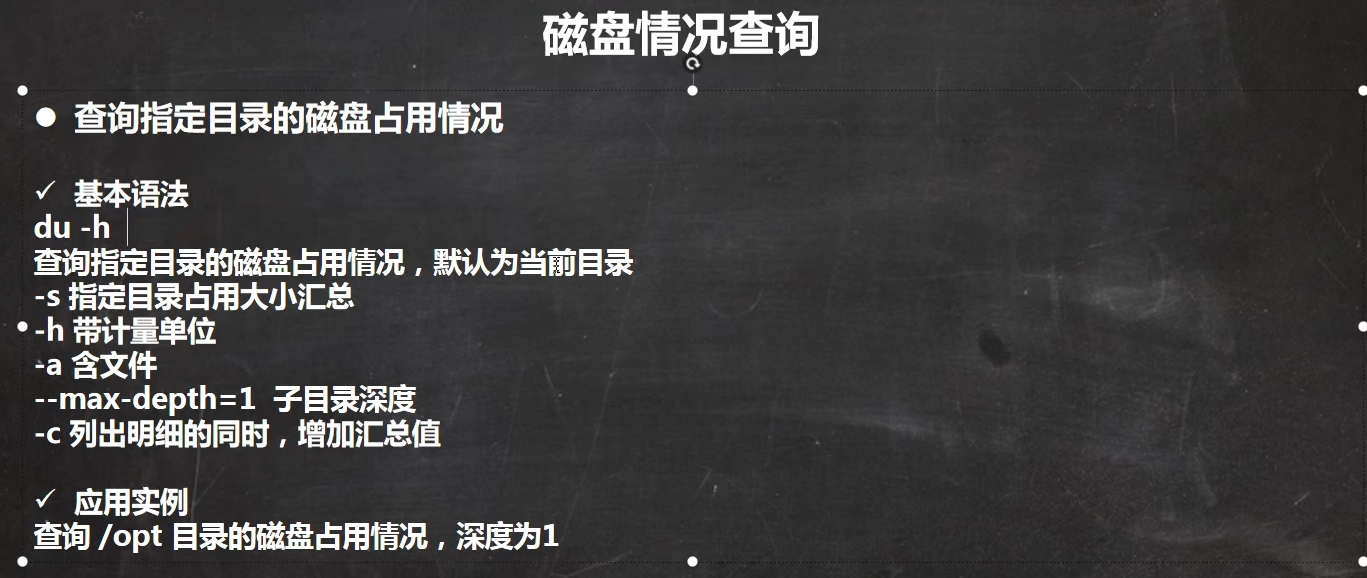 磁盘情况查询
● 查询指定目录的磁盘占用情况
✓ 基本语法
du -h
查询指定目录的磁盘占用情况，默认为当前目录
-s 指定目录占用大小汇总
-h 带计量单位
-a 含文件
--max-depth=1 子目录深度
-c 列出明细的同时，增加汇总值
✓ 应用实例
查询 /opt 目录的磁盘占用情况，深度为1